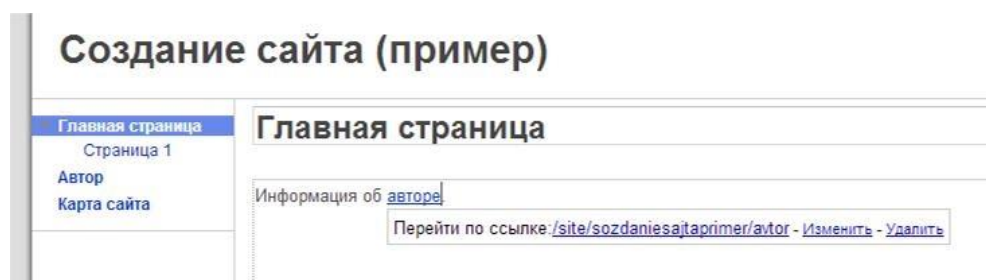 Создание сайта (пример)
Главная страница
Страница 1
Автор
Карта сайта
Главная страница
Информация об авторе.
Перейти по ссылке:/site/sozdaniesajtaprimer/avtor - Изменить - Удалить